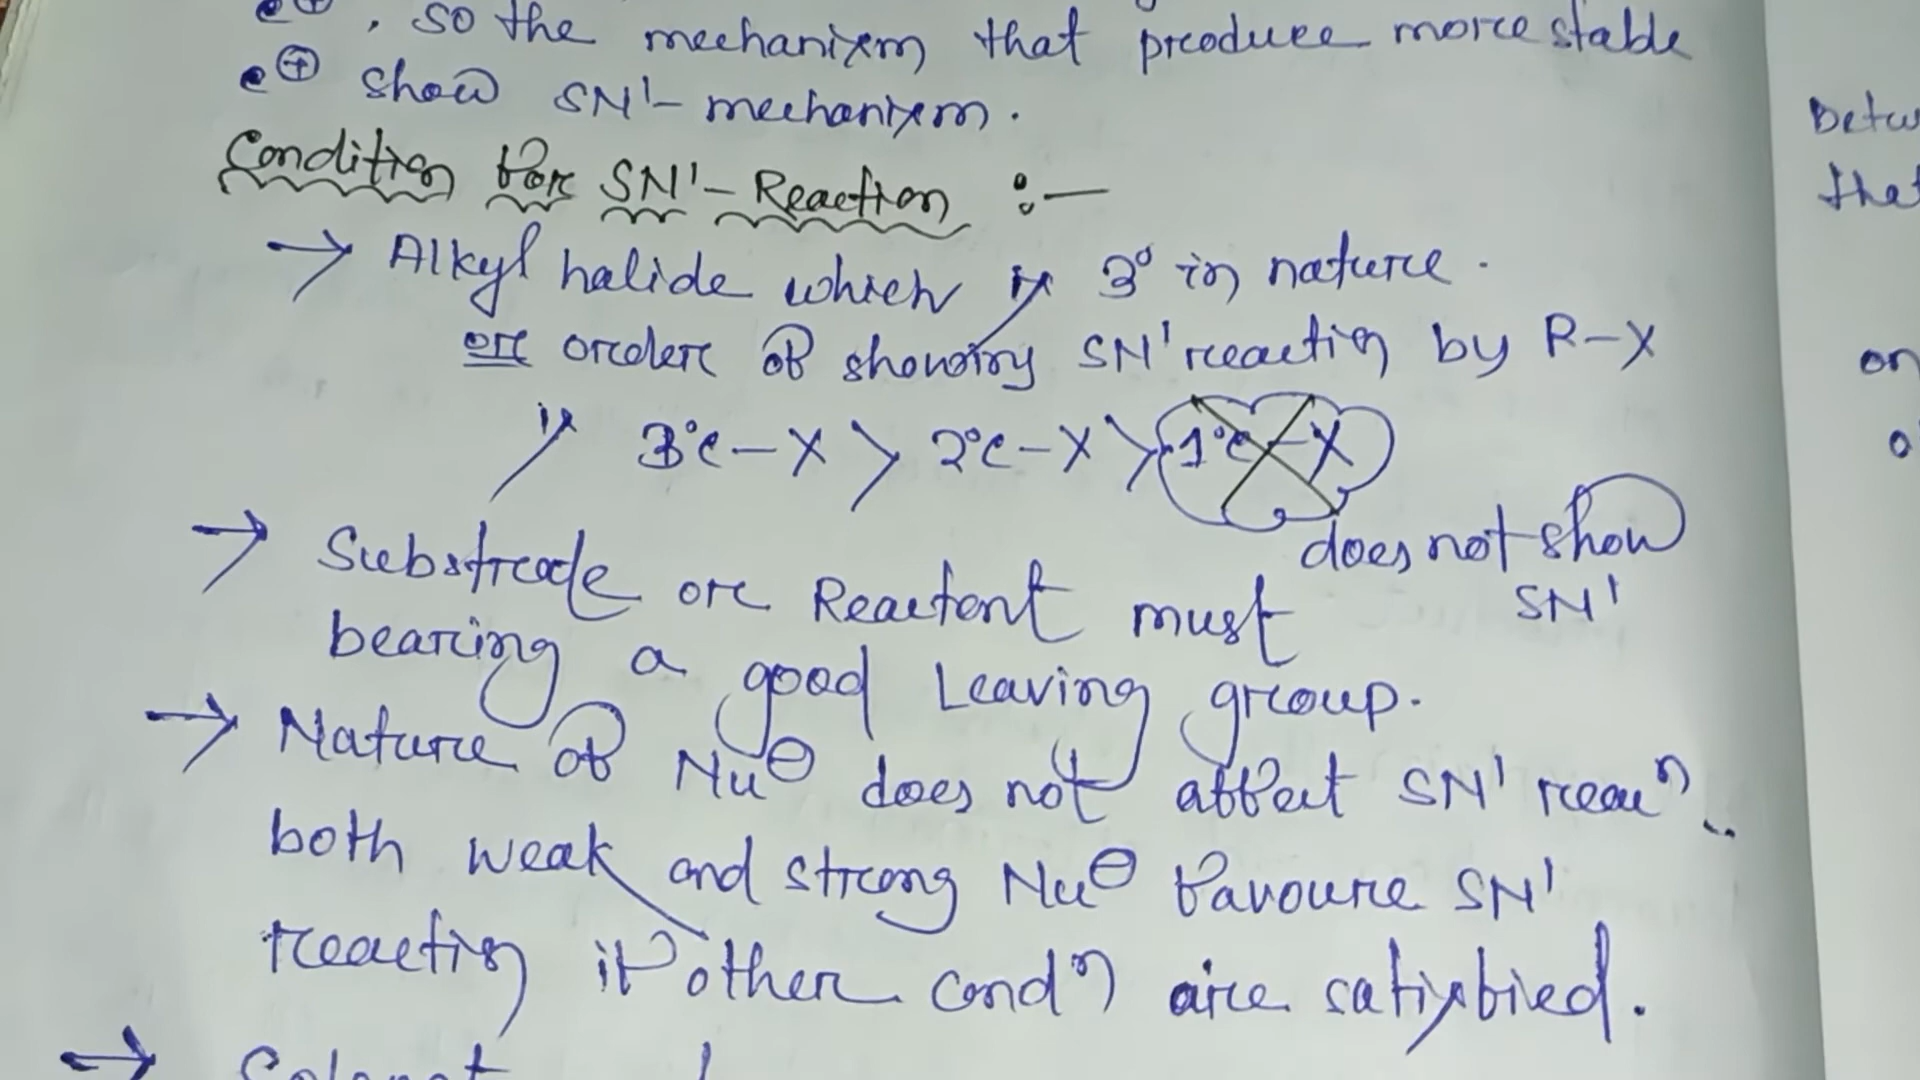 c⊕, so the mechanism that produce more stable
c⊕ show SN¹- mechanism.
Condition for SN¹- Reaction :-
→ Alkyl halide which is 3° in nature.
or order of showing SN¹ reaction by R-X
is 3°C-X > 2°C-X > 1°C-X
does not show
SN¹
→ Substrate or Reactant must
bearing a good Leaving group.
→ Nature of Nu⊖ does not affect SN¹ reacⁿ.
both weak and strong Nu⊖ favoure SN¹
reaction if other condⁿ are satisfied.
→
Betw
that
on